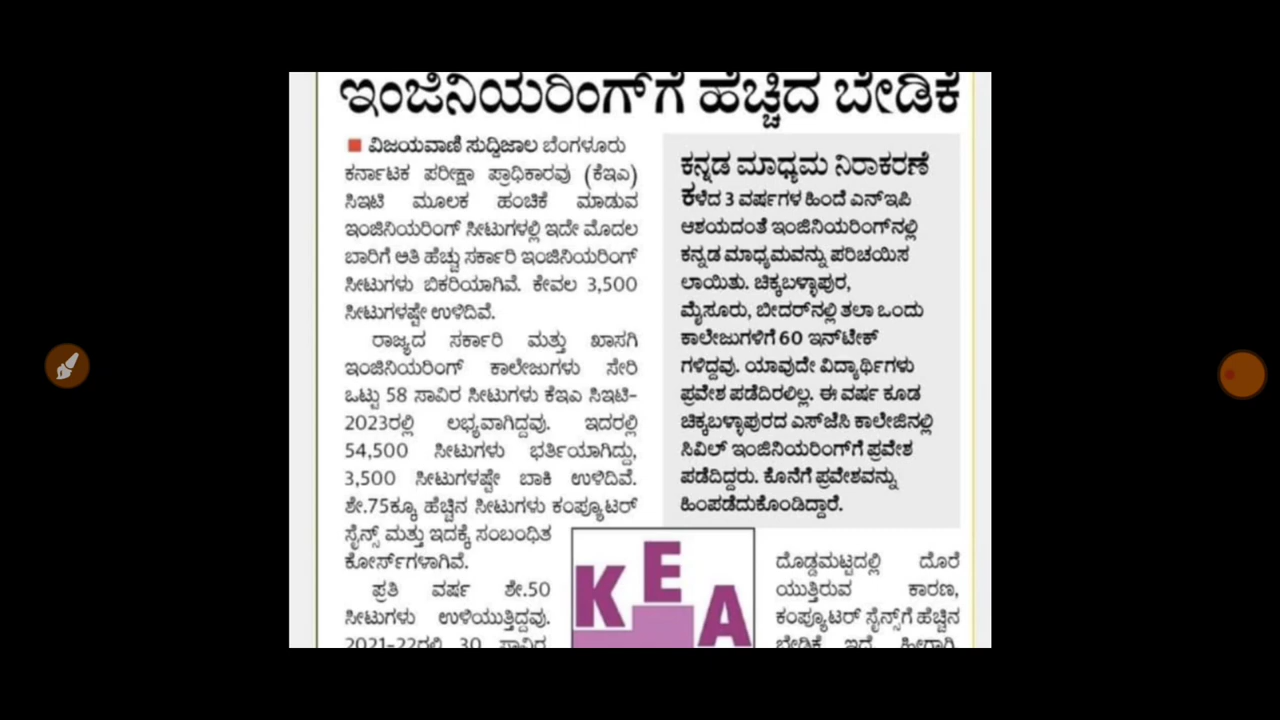 ಇಂಜಿನಿಯರಿಂಗ್‌ಗೆ ಹೆಚ್ಚಿದ ಬೇಡಿಕೆ
ವಿಜಯವಾಣಿ ಸುದ್ದಿಜಾಲ ಬೆಂಗಳೂರು
ಕರ್ನಾಟಕ ಪರೀಕ್ಷಾ ಪ್ರಾಧಿಕಾರವು (ಕೆಇಎ)
ಸಿಇಟಿ ಮೂಲಕ ಹಂಚಿಕೆ ಮಾಡುವ
ಇಂಜಿನಿಯರಿಂಗ್ ಸೀಟುಗಳಲ್ಲಿ ಇದೇ ಮೊದಲ
ಬಾರಿಗೆ ಅತಿ ಹೆಚ್ಚು ಸರ್ಕಾರಿ ಇಂಜಿನಿಯರಿಂಗ್
ಸೀಟುಗಳು ಬಿಕರಿಯಾಗಿವೆ. ಕೇವಲ 3,500
ಸೀಟುಗಳಷ್ಟೇ ಉಳಿದಿವೆ.
ರಾಜ್ಯದ ಸರ್ಕಾರಿ ಮತ್ತು ಖಾಸಗಿ
ಇಂಜಿನಿಯರಿಂಗ್ ಕಾಲೇಜುಗಳು ಸೇರಿ
ಒಟ್ಟು 58 ಸಾವಿರ ಸೀಟುಗಳು ಕೆಇಎ ಸಿಇಟಿ-
2023ರಲ್ಲಿ ಲಭ್ಯವಾಗಿದ್ದವು. ಇದರಲ್ಲಿ
54,500 ಸೀಟುಗಳು ಭರ್ತಿಯಾಗಿದ್ದು,
3,500 ಸೀಟುಗಳಷ್ಟೇ ಬಾಕಿ ಉಳಿದಿವೆ.
ಶೇ.75ಕ್ಕೂ ಹೆಚ್ಚಿನ ಸೀಟುಗಳು ಕಂಪ್ಯೂಟರ್
ಸೈನ್ಸ್ ಮತ್ತು ಇದಕ್ಕೆ ಸಂಬಂಧಿತ
ಕೋರ್ಸ್‌ಗಳಾಗಿವೆ.
ಪ್ರತಿ ವರ್ಷ ಶೇ.50
ಸೀಟುಗಳು ಉಳಿಯುತ್ತಿದ್ದವು.
2021-22ರಲ್ಲಿ 30 ಸಾವಿರ
ಕನ್ನಡ ಮಾಧ್ಯಮ ನಿರಾಕರಣೆ
ಕಳೆದ 3 ವರ್ಷಗಳ ಹಿಂದೆ ಎನ್‌ಇಪಿ
ಆಶಯದಂತೆ ಇಂಜಿನಿಯರಿಂಗ್‌ನಲ್ಲಿ
ಕನ್ನಡ ಮಾಧ್ಯಮವನ್ನು ಪರಿಚಯಿಸ
ಲಾಯಿತು. ಚಿಕ್ಕಬಳ್ಳಾಪುರ,
ಮೈಸೂರು, ಬೀದರ್‌ನಲ್ಲಿ ತಲಾ ಒಂದು
ಕಾಲೇಜುಗಳಿಗೆ 60 ಇನ್‌ಟೇಕ್
ಗಳಿದ್ದವು. ಯಾವುದೇ ವಿದ್ಯಾರ್ಥಿಗಳು
ಪ್ರವೇಶ ಪಡೆದಿರಲಿಲ್ಲ. ಈ ವರ್ಷ ಕೂಡ
ಚಿಕ್ಕಬಳ್ಳಾಪುರದ ಎಸ್‌ಜೆಸಿ ಕಾಲೇಜಿನಲ್ಲಿ
ಸಿವಿಲ್ ಇಂಜಿನಿಯರಿಂಗ್‌ಗೆ ಪ್ರವೇಶ
ಪಡೆದಿದ್ದರು. ಕೊನೆಗೆ ಪ್ರವೇಶವನ್ನು
ಹಿಂಪಡೆದುಕೊಂಡಿದ್ದಾರೆ.
KEA
ದೊಡ್ಡಮಟ್ಟದಲ್ಲಿ ದೊರೆ
ಯುತ್ತಿರುವ ಕಾರಣ,
ಕಂಪ್ಯೂಟರ್ ಸೈನ್ಸ್‌ಗೆ ಹೆಚ್ಚಿನ
ಬೇಡಿಕೆ ಇದೆ. ಹೀಗಾಗಿ